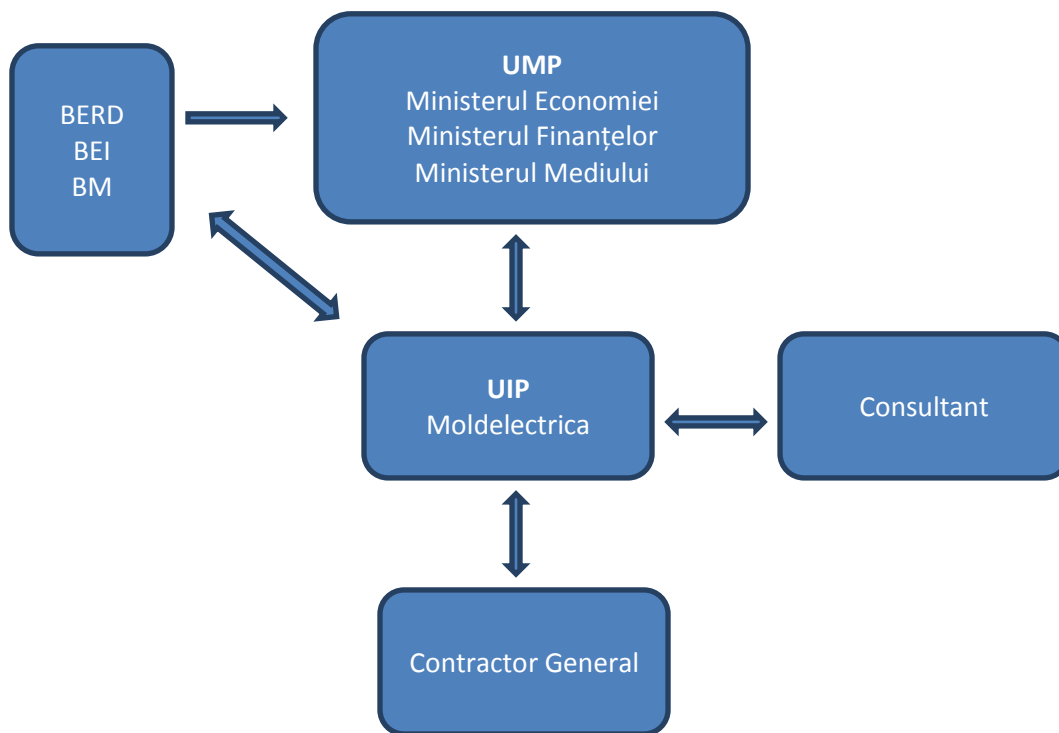 BERD
BEI
BM
UMP
Ministerul Economiei
Ministerul Finanțelor
Ministerul Mediului
UIP
Moldelectrica
Consultant
Contractor General